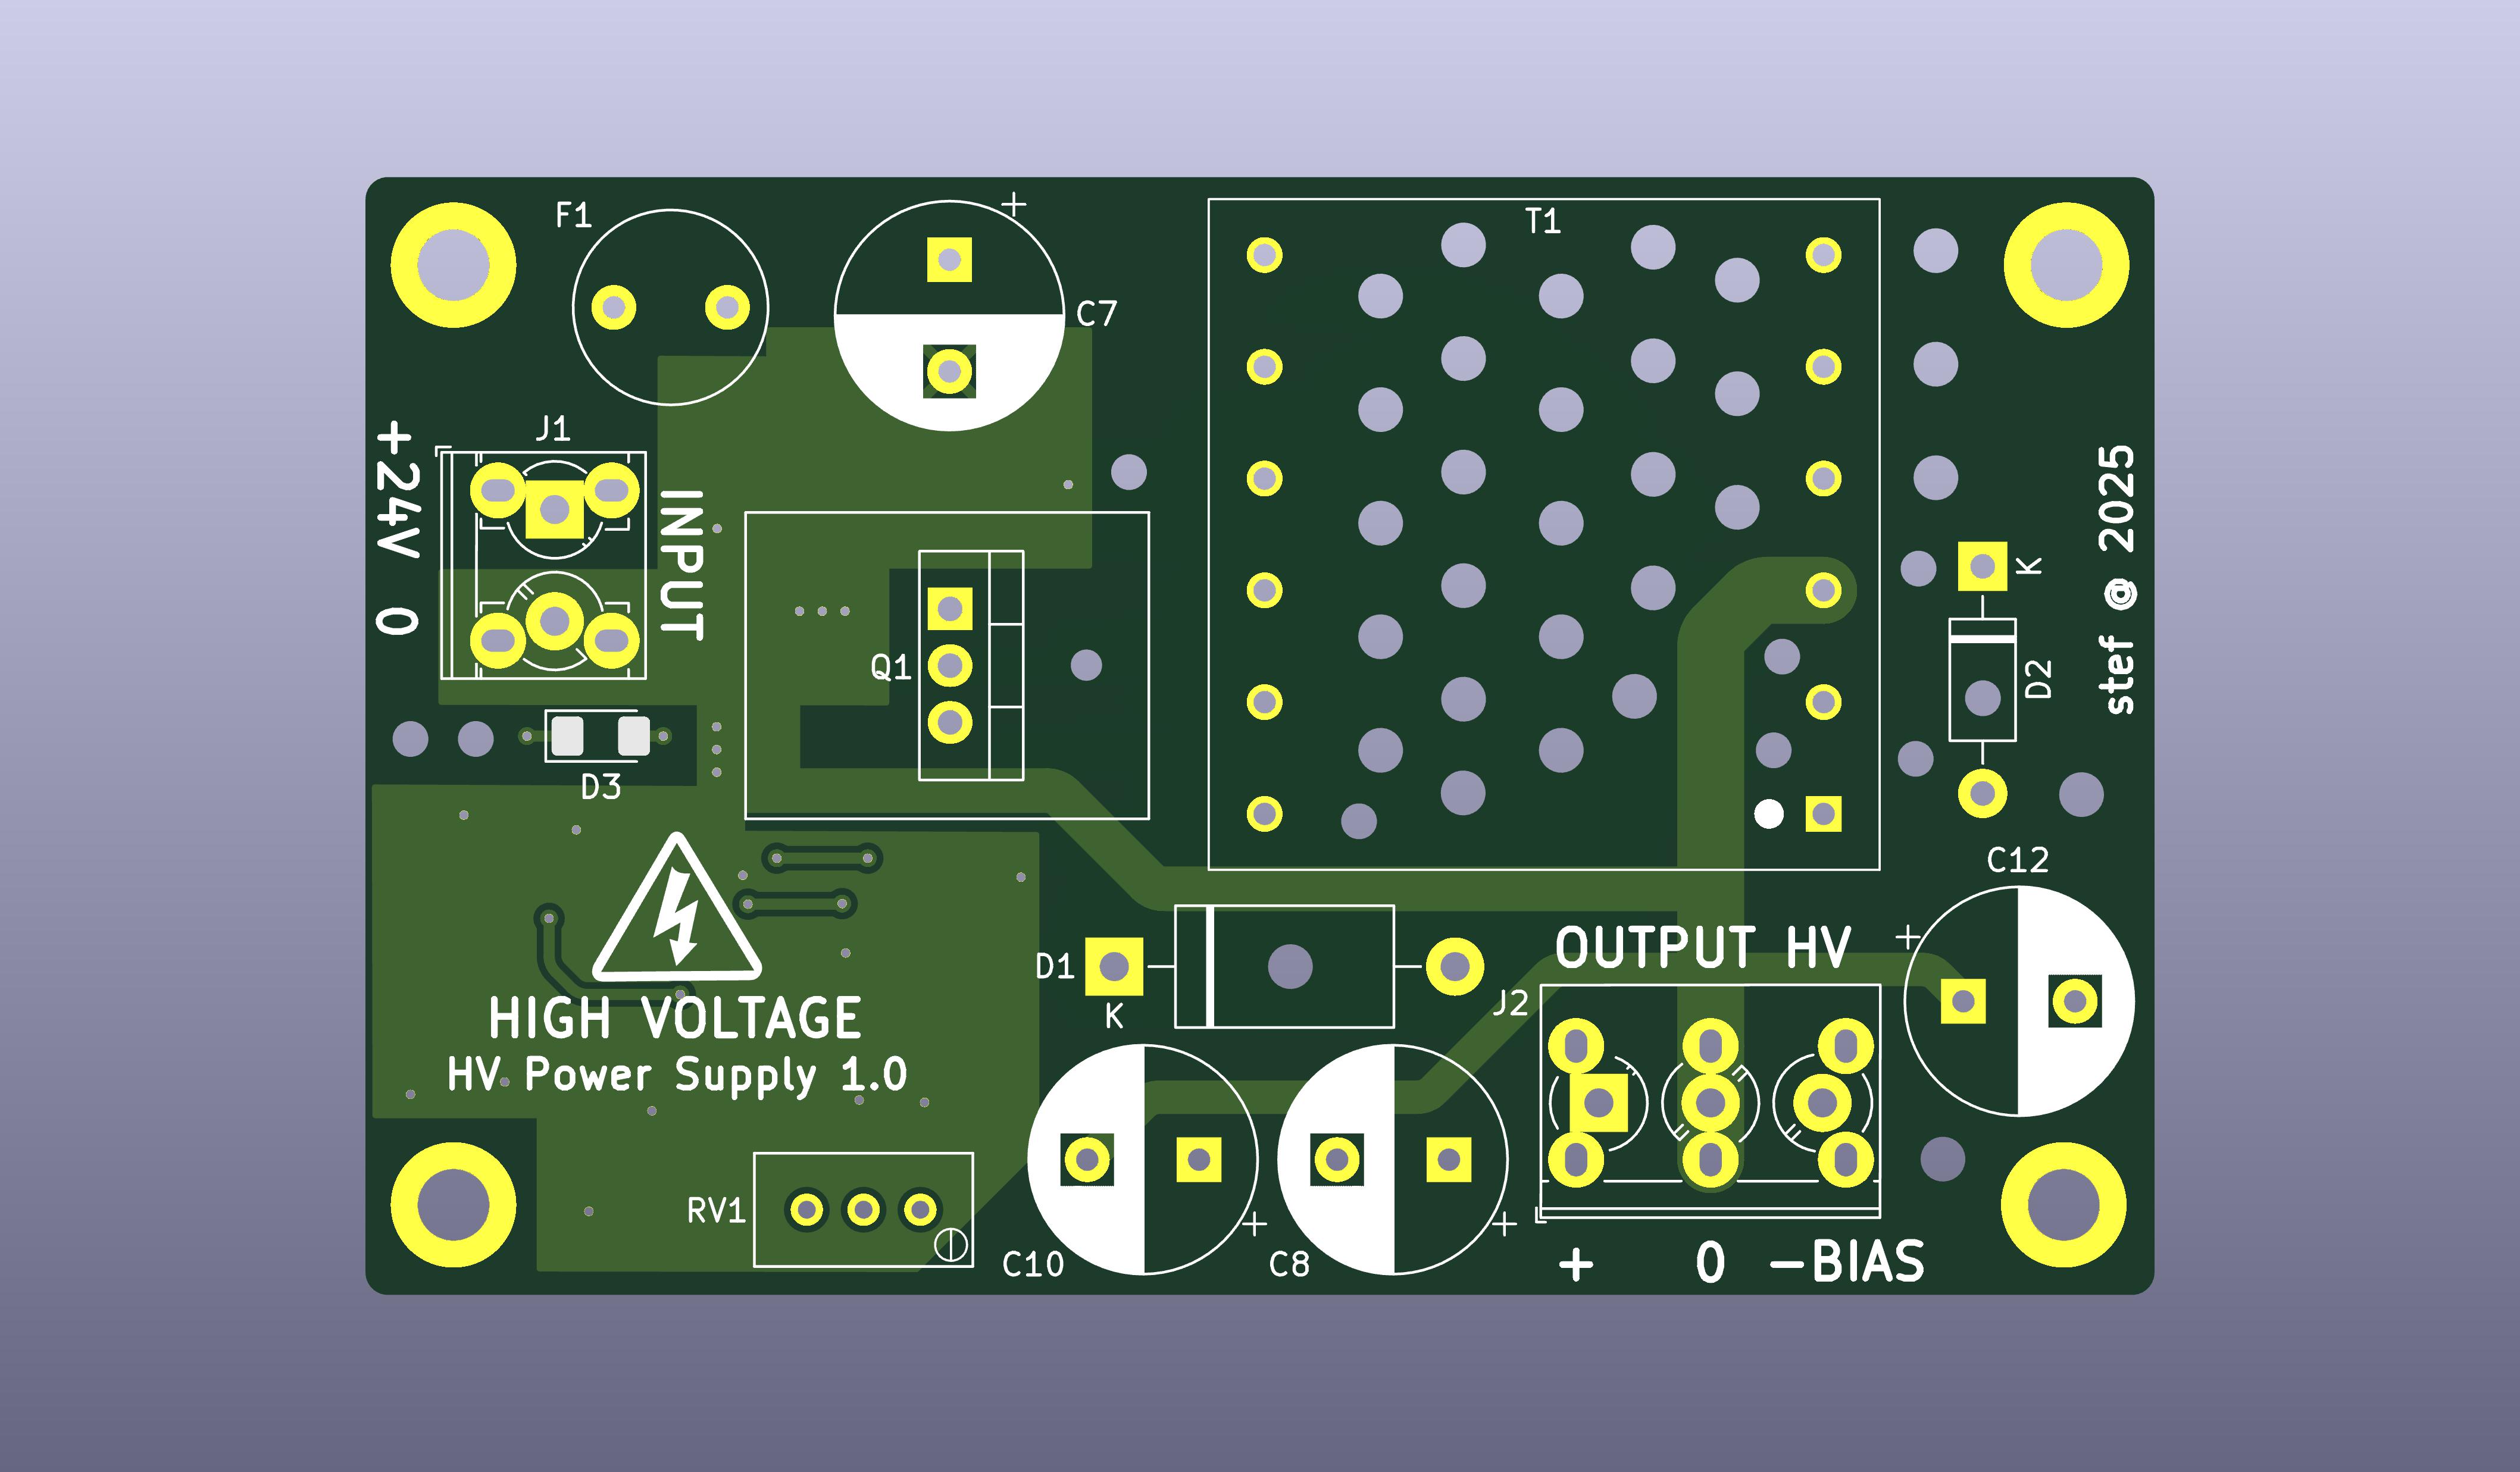 F1
+
T1
C7
J1
+24V
0
INPUT
stef @ 2025
K
Q1
D2
D3
C12
+
OUTPUT HV
D1
K
J2
HIGH VOLTAGE
HV Power Supply 1.0
RV1
+
+
C10
C8
+
0
-BIAS